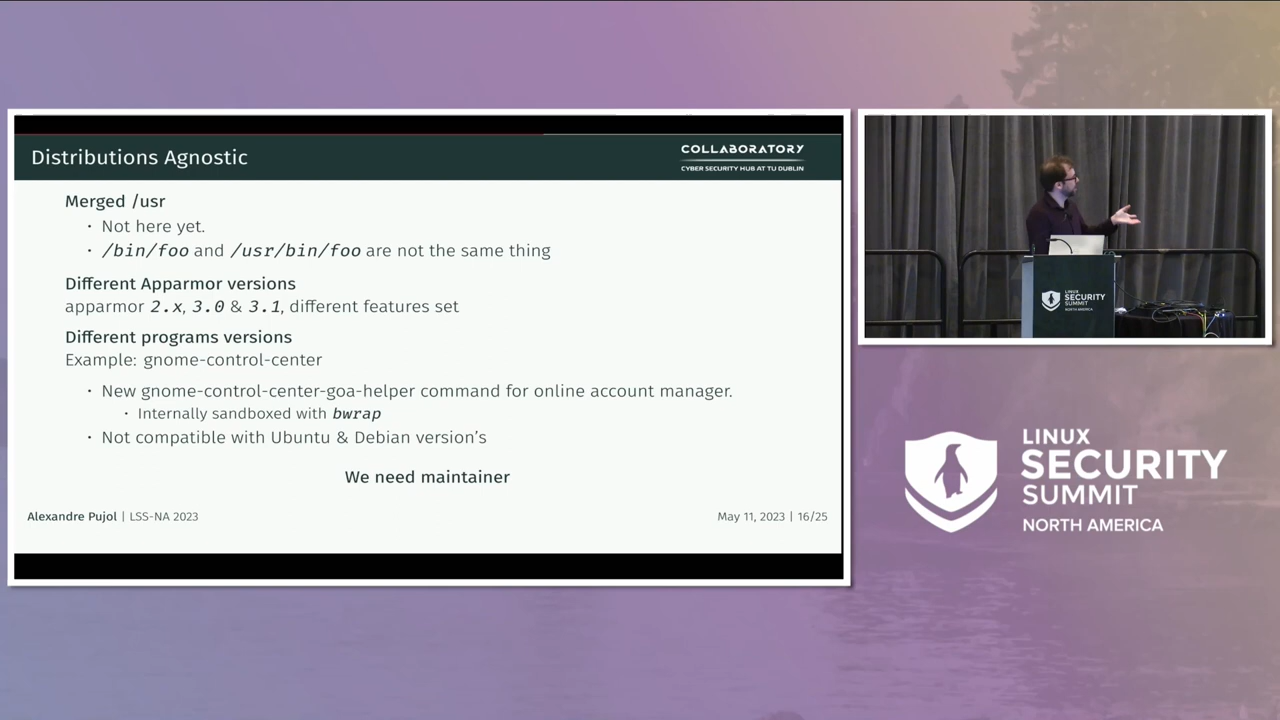 Distributions Agnostic
COLLABORATORY
CYBER SECURITY HUB AT TU DUBLIN
Merged /usr
· Not here yet.
· /bin/foo and /usr/bin/foo are not the same thing
Different Apparmor versions
apparmor 2.x, 3.0 & 3.1, different features set
Different programs versions
Example: gnome-control-center
· New gnome-control-center-goa-helper command for online account manager.
· Internally sandboxed with bwrap
· Not compatible with Ubuntu & Debian version's
We need maintainer
Alexandre Pujol | LSS-NA 2023
May 11, 2023 | 16/25
LINUX
SECURITY
SUMMIT
NORTH AMERICA
LINUX
SECURITY
SUMMIT
NORTH AMERICA